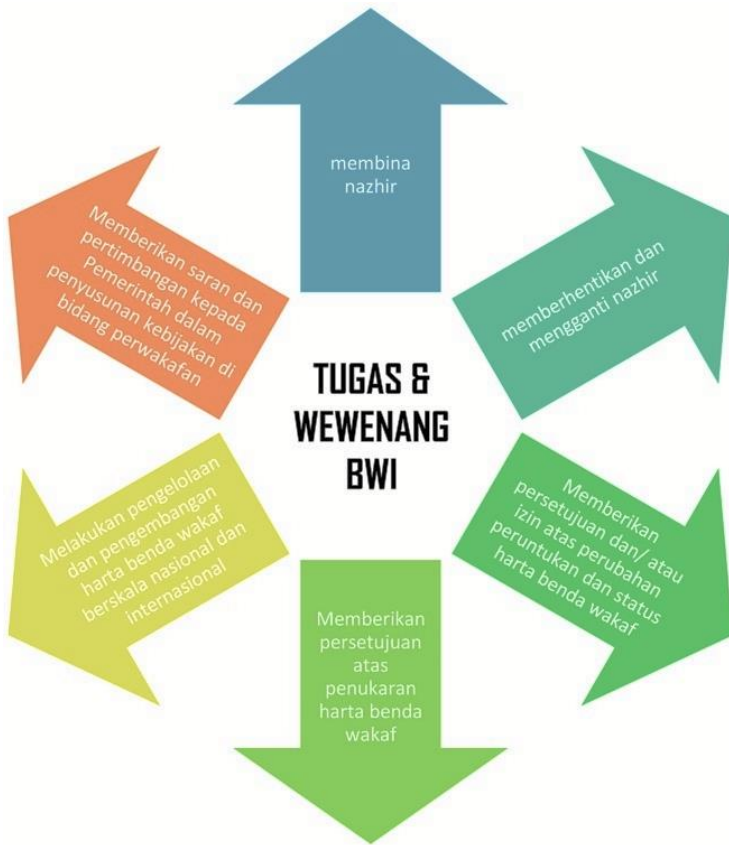 membina
nazhir
memberhentikan dan
mengganti nazhir
Memberikan
persetujuan dan/ atau
izin atas perubahan
peruntukan dan status
harta benda wakaf
Memberikan
persetujuan
atas
penukaran
harta benda
wakaf
Melakukan pengelolaan
dan pengembangan
harta benda wakaf
berskala nasional dan
internasional
Memberikan saran dan
pertimbangan kepada
Pemerintah dalam
penyusunan kebijakan di
bidang perwakafan
TUGAS &
WEWENANG
BWI